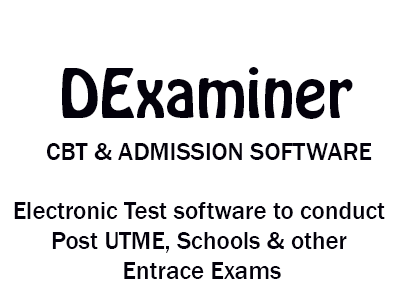 DExaminer
CBT & ADMISSION SOFTWARE
Electronic Test software to conduct
Post UTME, Schools & other
Entrace Exams